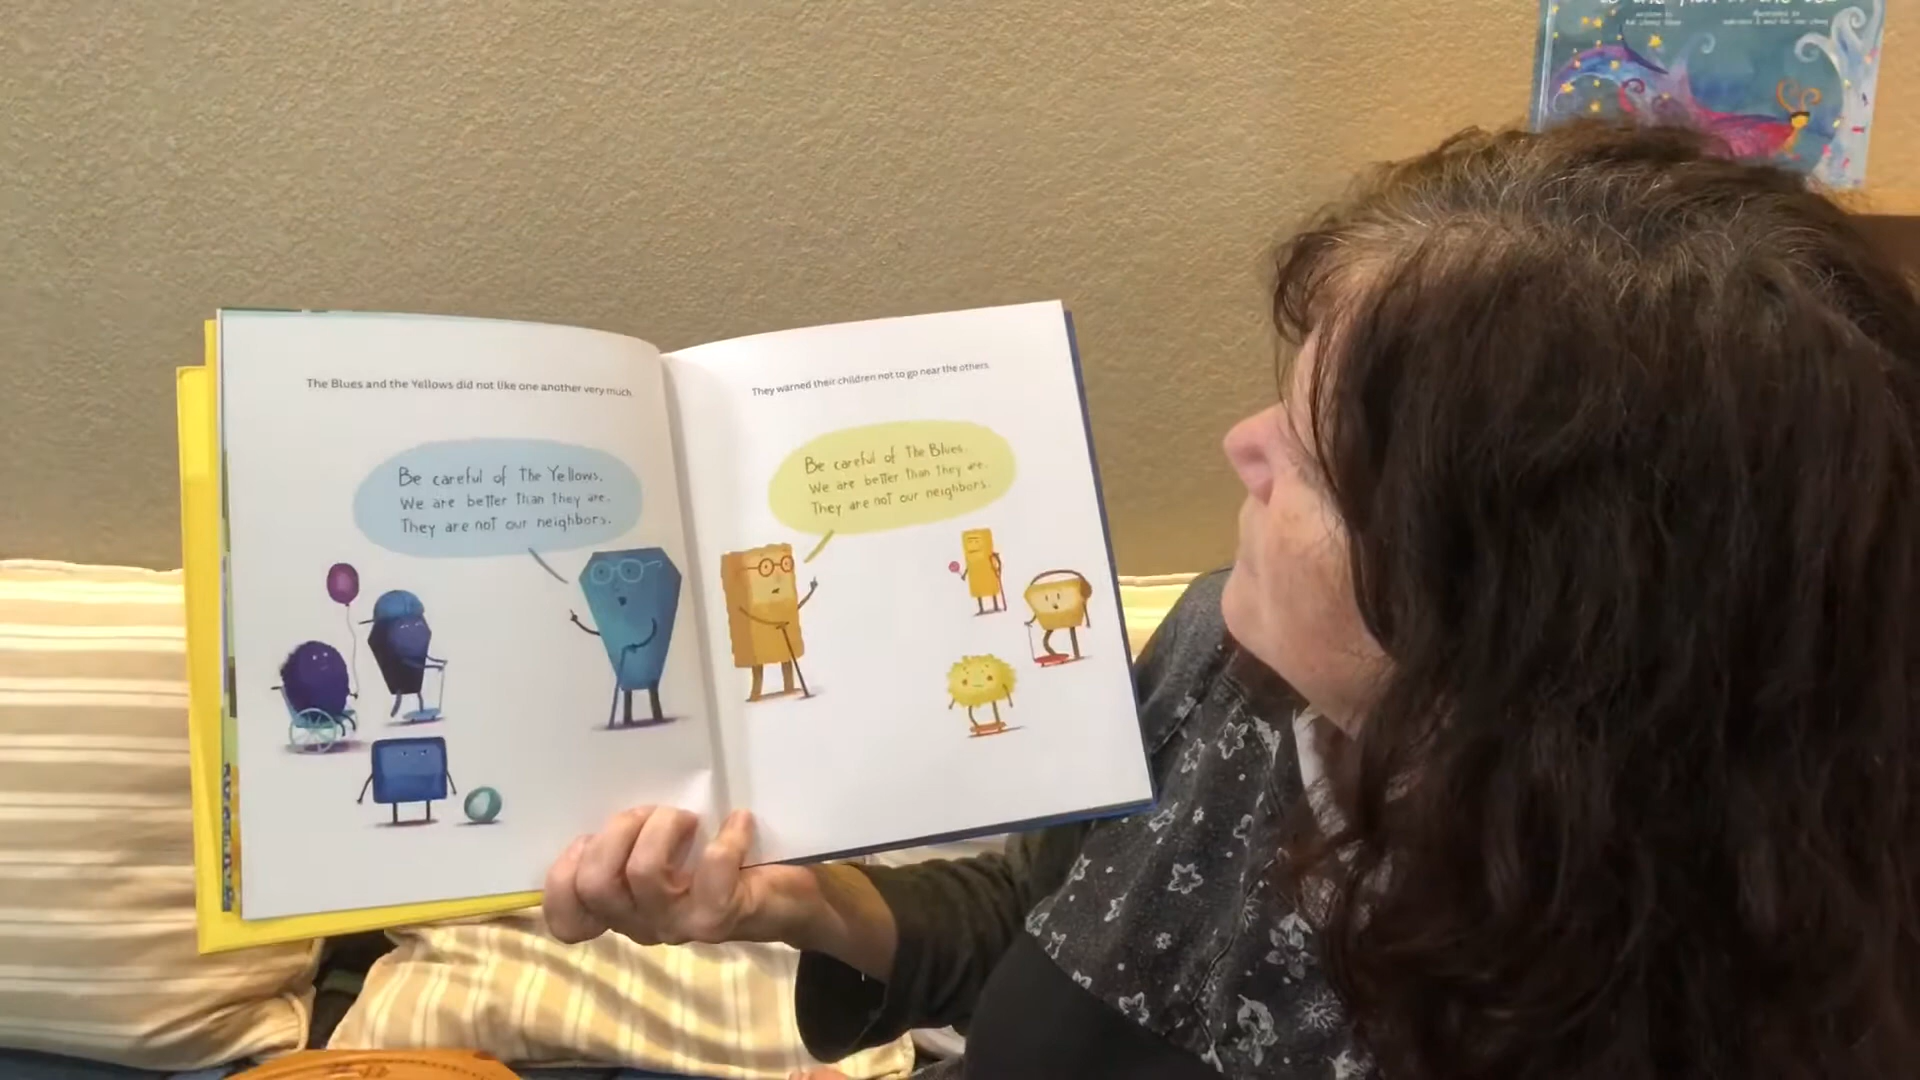 The Blues and the Yellows did not like one another very much.
Be careful of The Yellows.
We are better than they are.
They are not our neighbors.
They warned their children not to go near the others.
Be careful of The Blues.
We are better than they are.
They are not our neighbors.